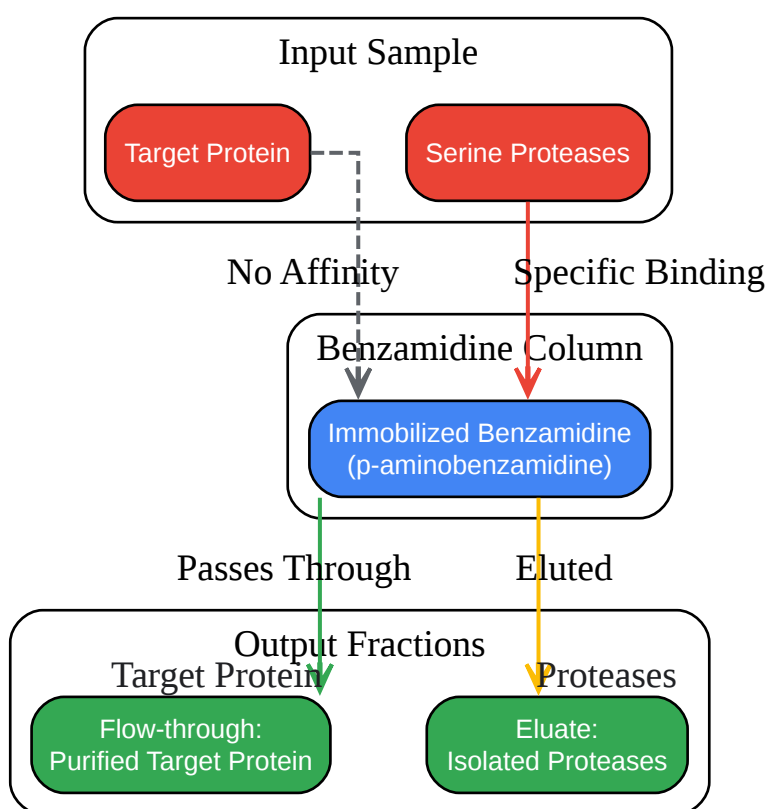 Input Sample
Target Protein
Serine Proteases
No Affinity
Specific Binding
Benzamidine Column
Immobilized Benzamidine
(p-aminobenzamidine)
Passes Through
Eluted
Output Fractions
Target Protein
Proteases
Flow-through:
Purified Target Protein
Eluate:
Isolated Proteases